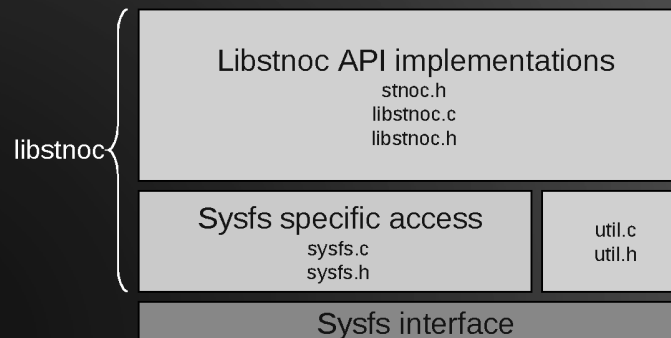 Libstnoc API implementations
stnoc.h
libstnoc.c
libstnoc.h
libstnoc
Sysfs specific access
sysfs.c
sysfs.h
util.c
util.h
Sysfs interface